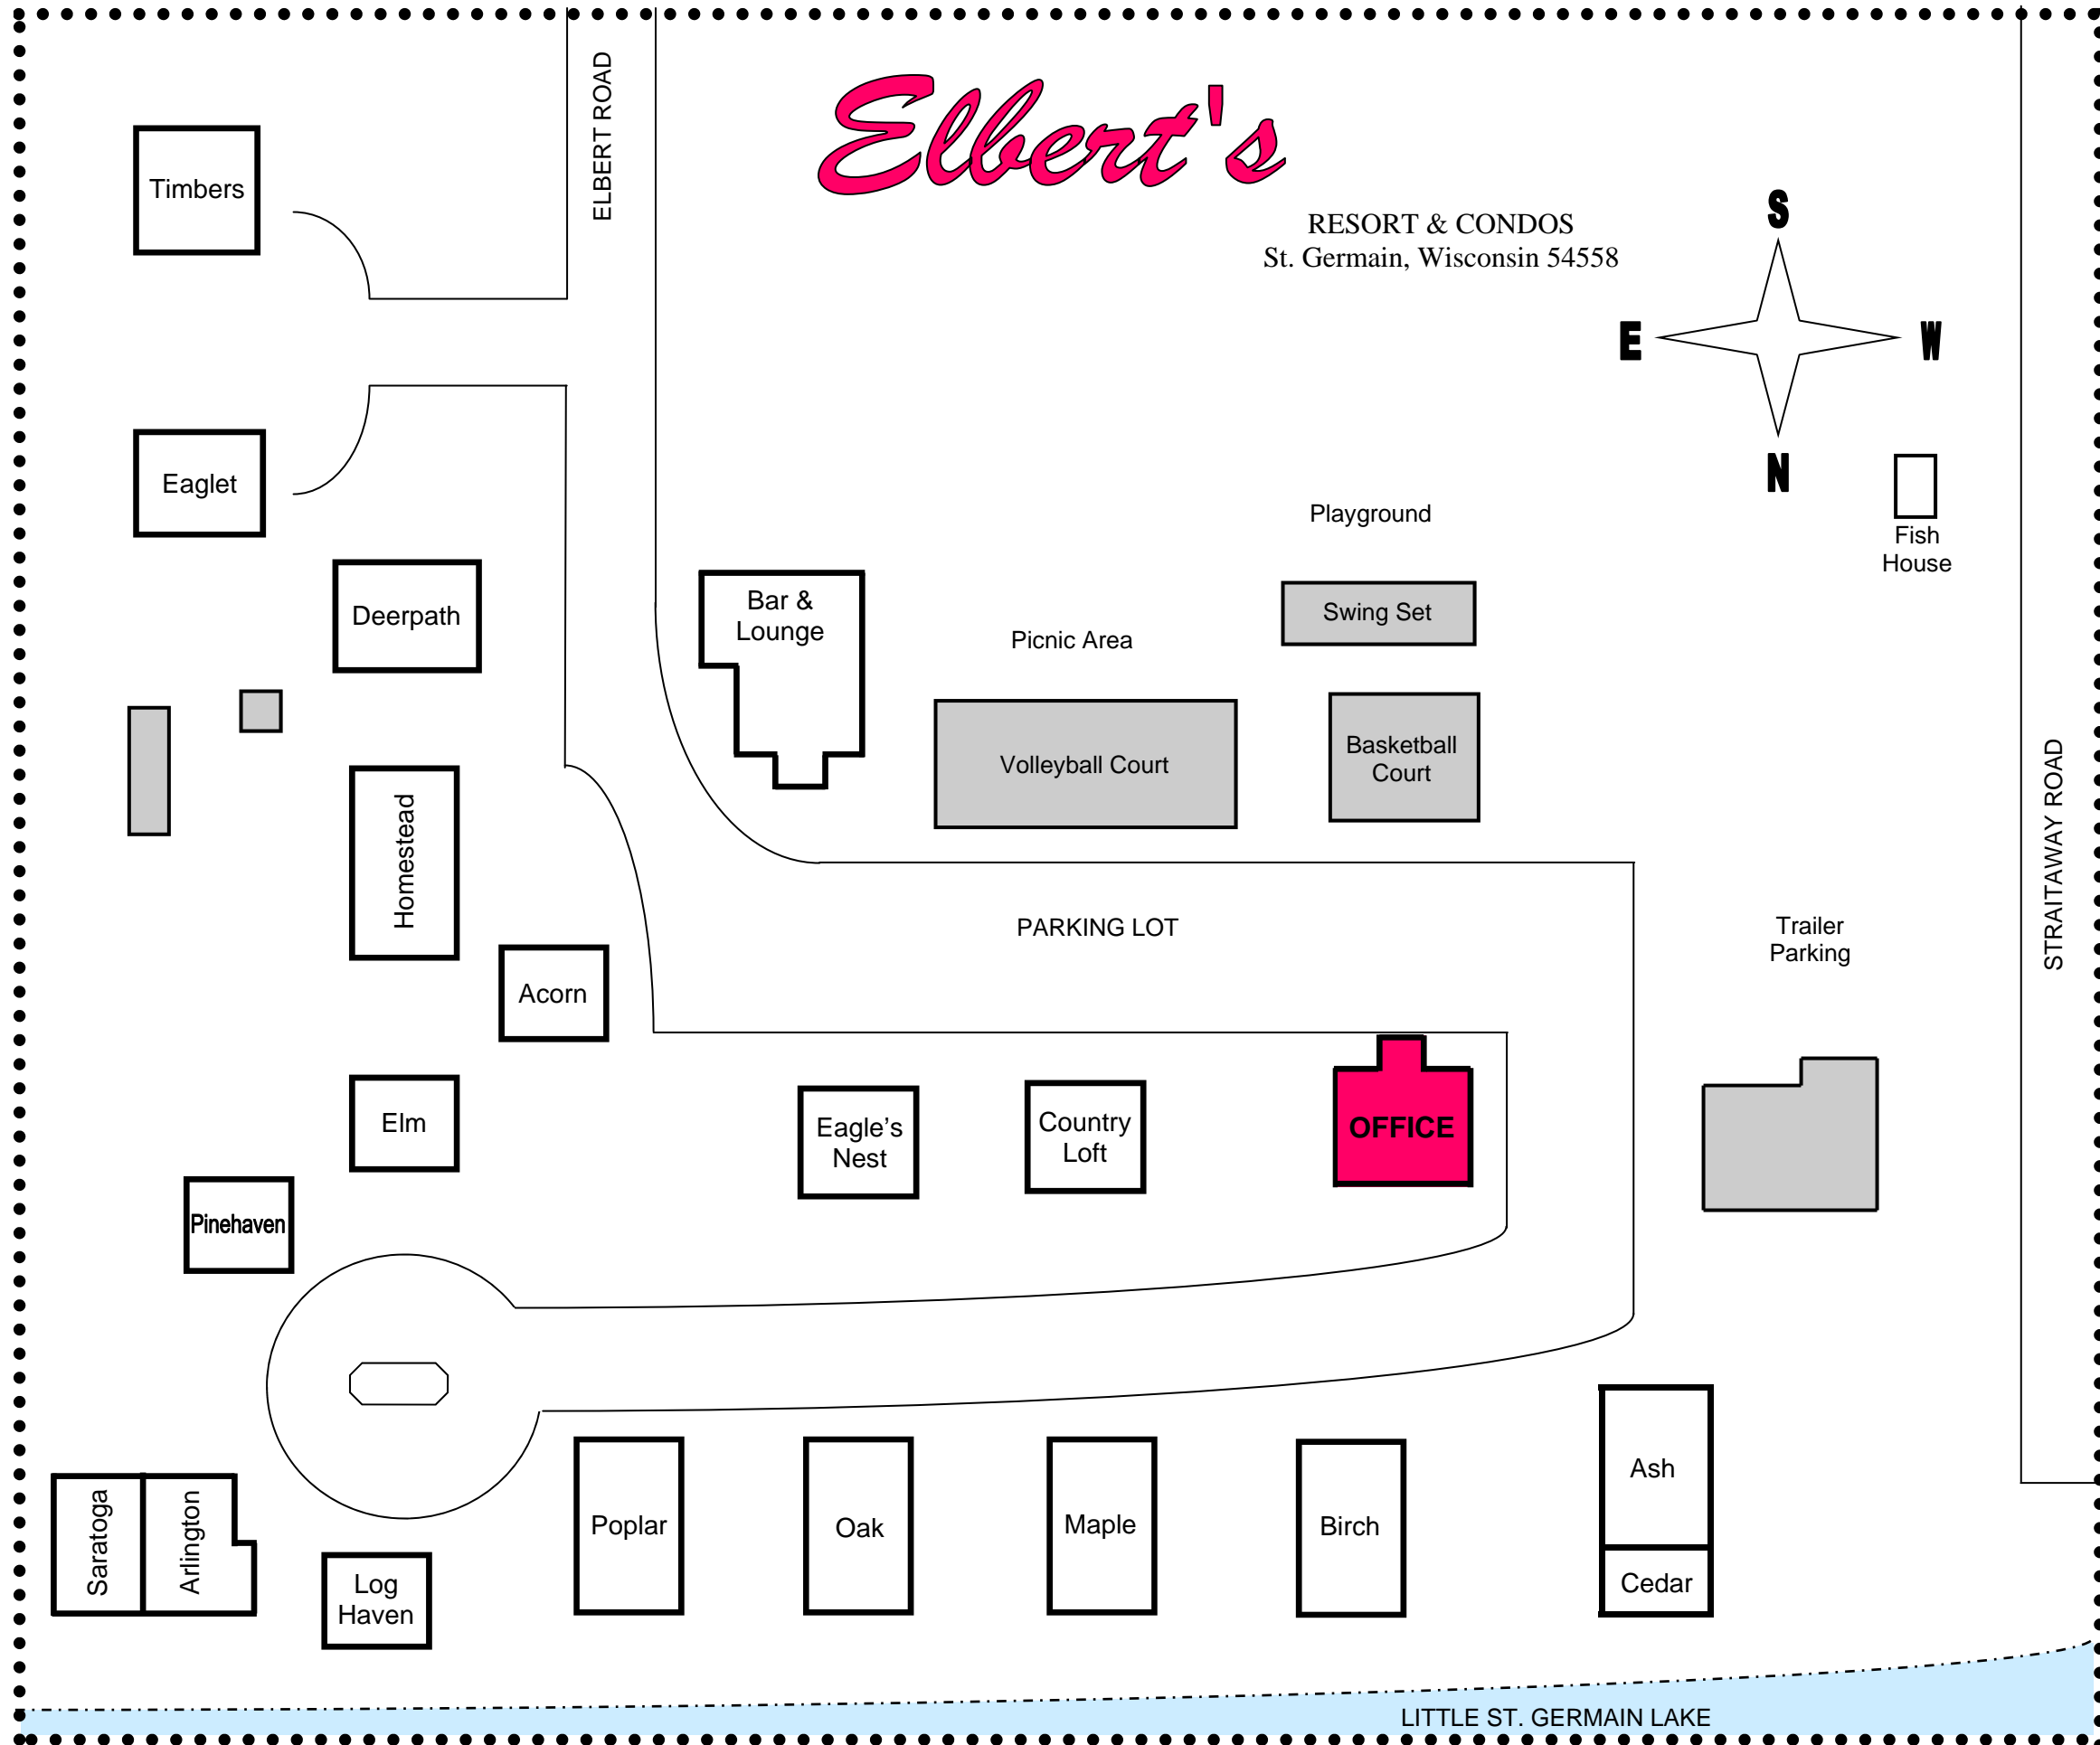 Elbert's
RESORT & CONDOS
St. Germain, Wisconsin 54558
ELBERT ROAD
Timbers
S
E
W
N
Eaglet
Fish
House
Playground
Deerpath
Bar &
Lounge
Picnic Area
Swing Set
Volleyball Court
Basketball
Court
STRAITAWAY ROAD
Homestead
PARKING LOT
Trailer
Parking
Acorn
Elm
Eagle’s
Nest
Country
Loft
OFFICE
Pinehaven
Saratoga
Arlington
Log
Haven
Poplar
Oak
Maple
Birch
Ash
Cedar
LITTLE ST. GERMAIN LAKE